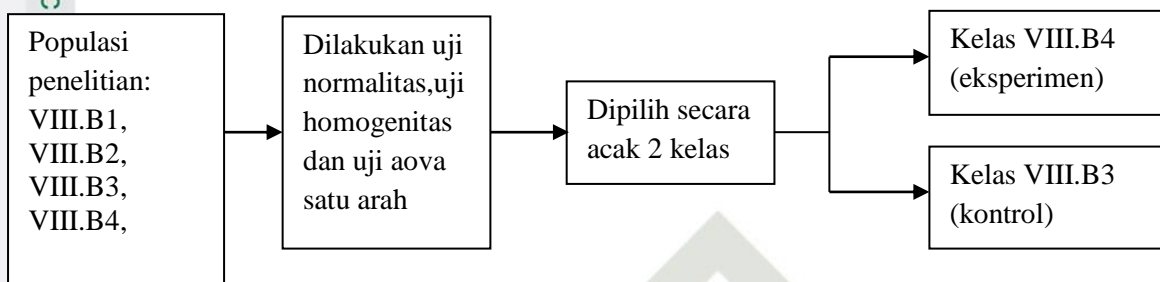 Populasi
penelitian:
VIII.B1,
VIII.B2,
VIII.B3,
VIII.B4,
Dilakukan uji
normalitas,uji
homogenitas
dan uji aova
satu arah
Dipilih secara
acak 2 kelas
Kelas VIII.B4
(eksperimen)
Kelas VIII.B3
(kontrol)